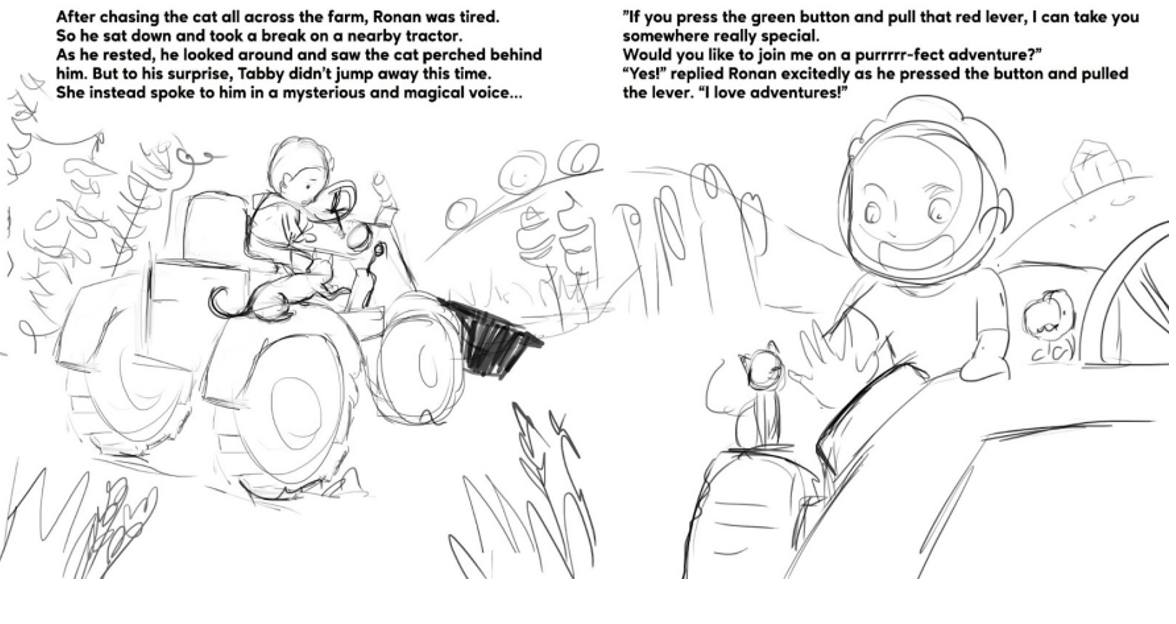 After chasing the cat all across the farm, Ronan was tired.
So he sat down and took a break on a nearby tractor.
As he rested, he looked around and saw the cat perched behind
him. But to his surprise, Tabby didn’t jump away this time.
She instead spoke to him in a mysterious and magical voice...
”If you press the green button and pull that red lever, I can take you
somewhere really special.
Would you like to join me on a purrrrr-fect adventure?”
“Yes!” replied Ronan excitedly as he pressed the button and pulled
the lever. “I love adventures!”